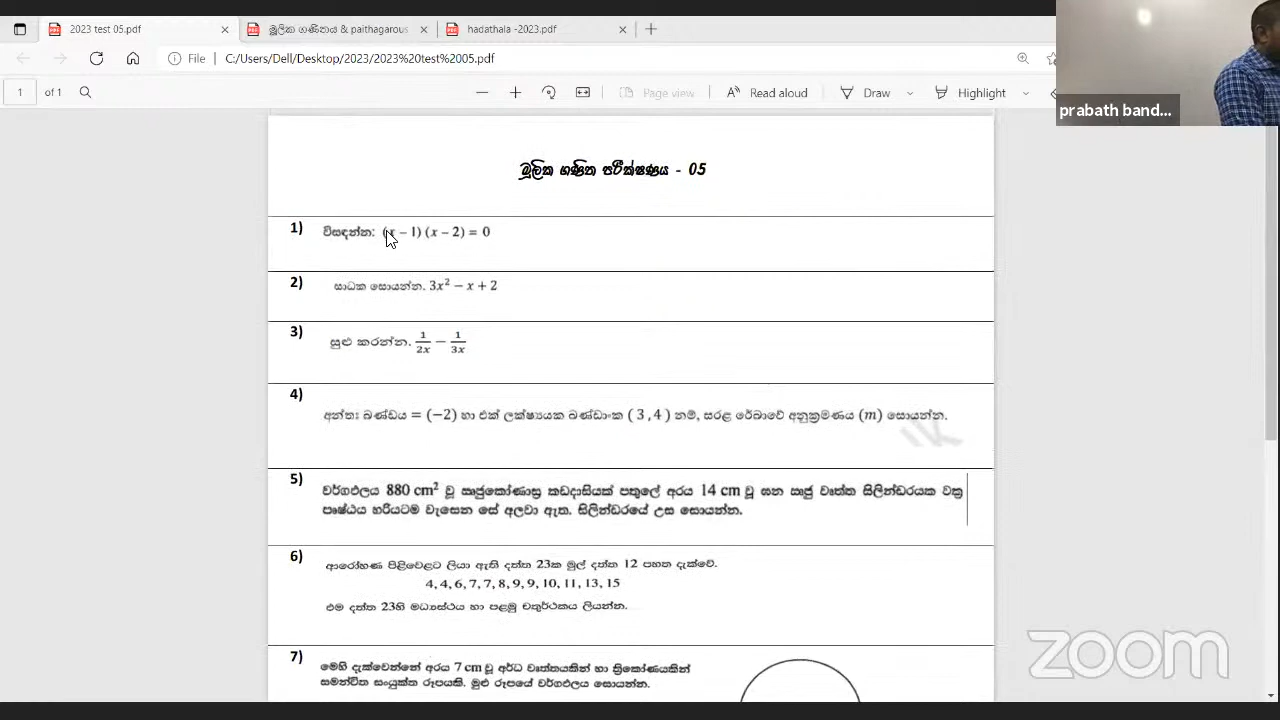 2023 test 05.pdf
මූලික ගණිතය & paithagarous
hadathala -2023.pdf
File
C:/Users/Dell/Desktop/2023/2023%20test%2005.pdf
1 of 1
Page view
Read aloud
Draw
Highlight
prabath band...
මූලික ගණිත පරීක්ෂණය - 05
1) විසඳන්න: (x – 1) (x – 2) = 0
2) සාධක සොයන්න. 3x² − x + 2
3) සුළු කරන්න. 1/2x − 1/3x
4) අන්තඃ ඛණ්ඩය = (−2) හා එක් ලක්ෂ්‍යයක ඛණ්ඩාංක ( 3 , 4 ) නම්, සරළ රේඛාවේ අනුක්‍රමණය (m) සොයන්න.
5) වර්ගඵලය 880 cm² වූ ඍජුකෝණාස්‍ර කඩදාසියක් පතුලේ අරය 14 cm වූ ඝන ඍජු වෘත්ත සිලින්ඩරයක වක්‍ර
පෘෂ්ඨය හරියටම වැසෙන සේ අලවා ඇත. සිලින්ඩරයේ උස සොයන්න.
6) ආරෝහණ පිළිවෙළට ලියා ඇති දත්ත 23ක මුල් දත්ත 12 පහත දැක්වේ.
4, 4, 6, 7, 7, 8, 9, 9, 10, 11, 13, 15
එම දත්ත 23හි මධ්‍යස්ථය හා පළමු චතුර්ථකය ලියන්න.
7) මෙහි දැක්වෙන්නේ අරය 7 cm වූ අර්ධ වෘත්තයකින් හා ත්‍රිකෝණයකින්
සමන්විත සංයුක්ත රූපයකි. මුළු රූපයේ වර්ගඵලය සොයන්න.
zoom